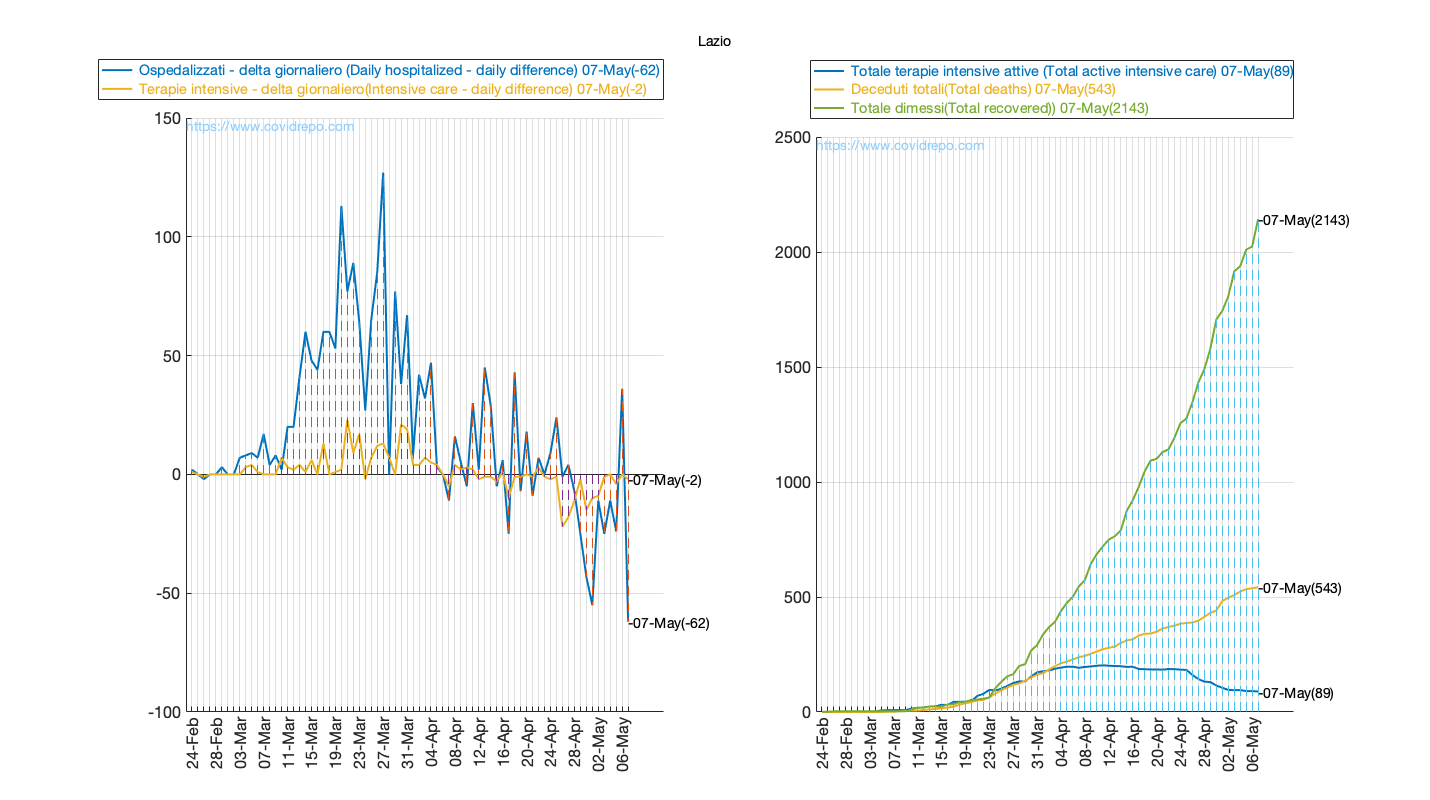 Lazio
Ospedalizzati - delta giornaliero (Daily hospitalized - daily difference) 07-May(-62)
Terapie intensive - delta giornaliero(Intensive care - daily difference) 07-May(-2)
150
https://www.covidrepo.com
100
50
0
-50
-100
-07-May(-2)
-07-May(-62)
24-Feb
28-Feb
03-Mar
07-Mar
11-Mar
15-Mar
19-Mar
23-Mar
27-Mar
31-Mar
04-Apr
08-Apr
12-Apr
16-Apr
20-Apr
24-Apr
28-Apr
02-May
06-May
Totale terapie intensive attive (Total active intensive care) 07-May(89)
Deceduti totali(Total deaths) 07-May(543)
Totale dimessi(Total recovered)) 07-May(2143)
2500
https://www.covidrepo.com
2000
1500
1000
500
0
-07-May(2143)
-07-May(543)
-07-May(89)
24-Feb
28-Feb
03-Mar
07-Mar
11-Mar
15-Mar
19-Mar
23-Mar
27-Mar
31-Mar
04-Apr
08-Apr
12-Apr
16-Apr
20-Apr
24-Apr
28-Apr
02-May
06-May